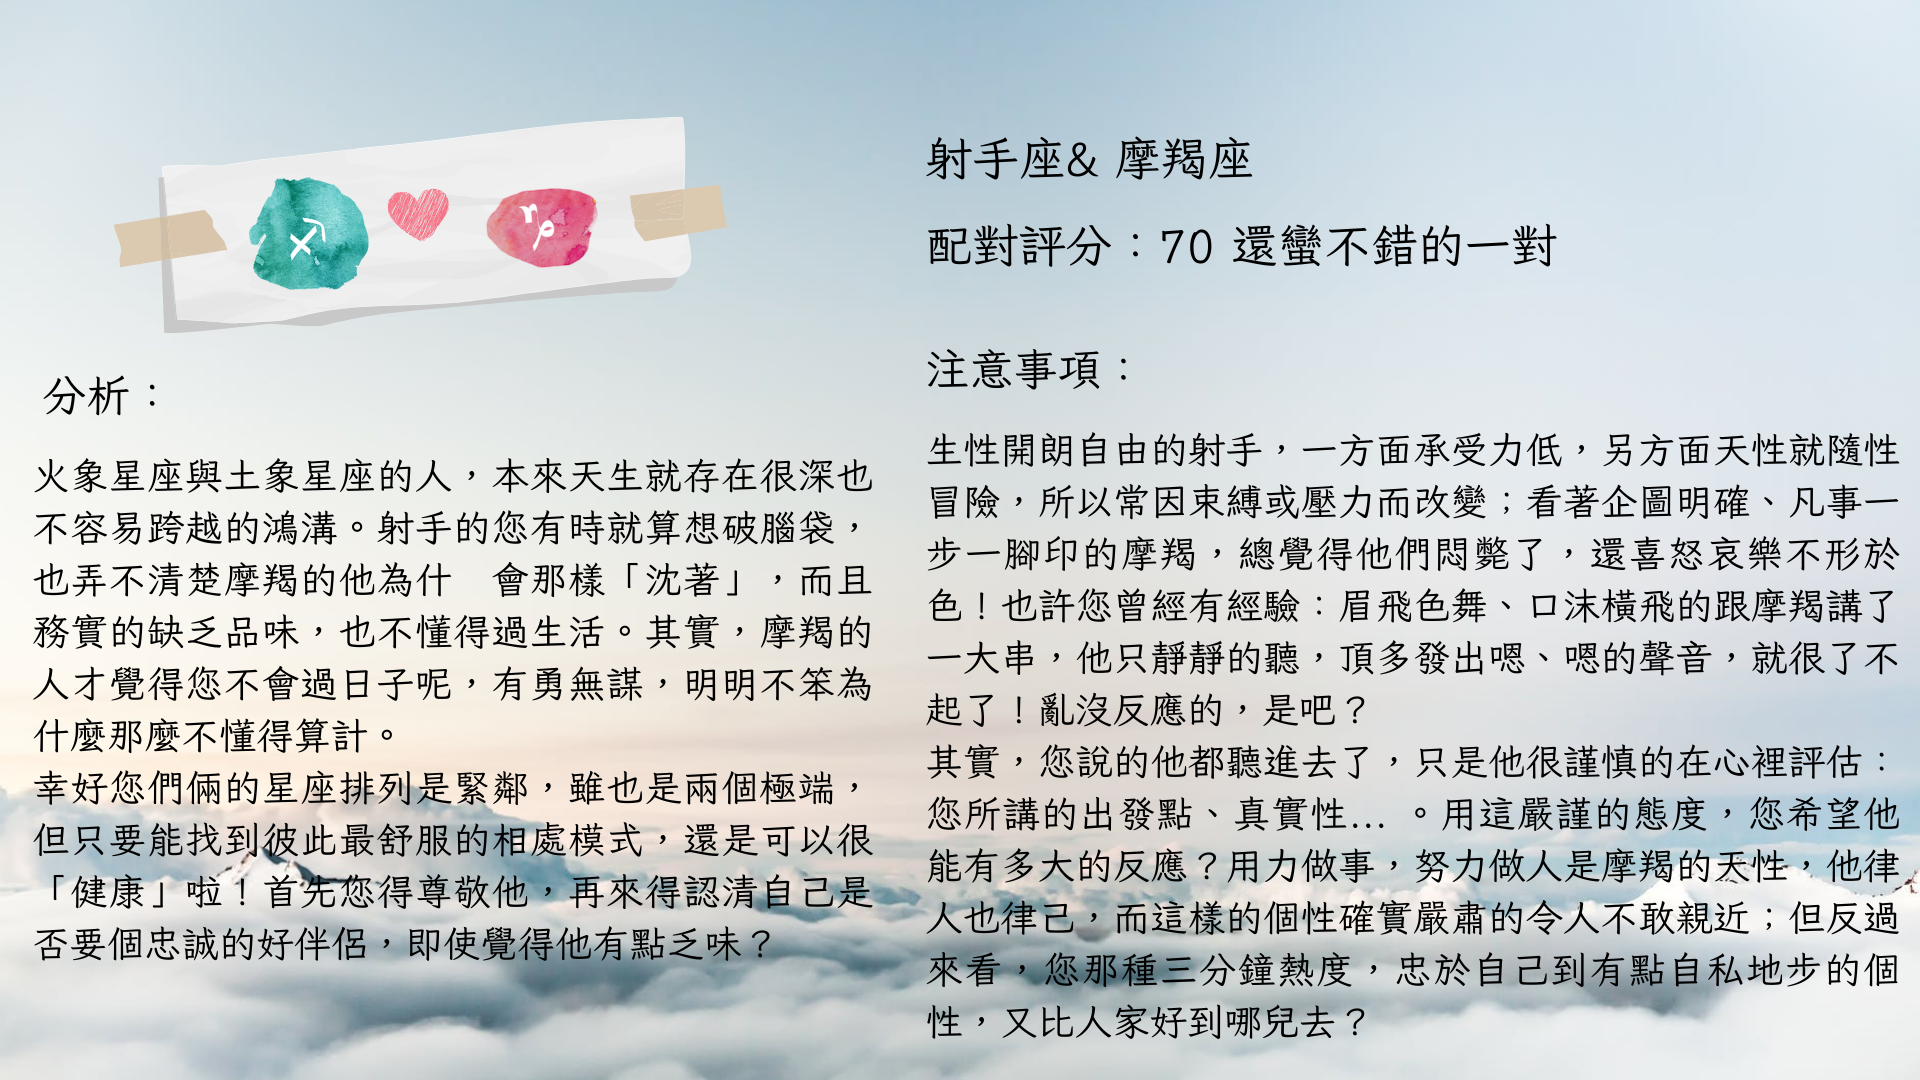 射手座& 摩羯座
配對評分：70 還蠻不錯的一對
分析：
火象星座與土象星座的人，本來天生就存在很深也
不容易跨越的鴻溝。射手的您有時就算想破腦袋，
也弄不清楚摩羯的他為什　會那樣「沈著」，而且
務實的缺乏品味，也不懂得過生活。其實，摩羯的
人才覺得您不會過日子呢，有勇無謀，明明不笨為
什麼那麼不懂得算計。
幸好您們倆的星座排列是緊鄰，雖也是兩個極端，
但只要能找到彼此最舒服的相處模式，還是可以很
「健康」啦！首先您得尊敬他，再來得認清自己是
否要個忠誠的好伴侶，即使覺得他有點乏味？
注意事項：
生性開朗自由的射手，一方面承受力低，另方面天性就隨性
冒險，所以常因束縛或壓力而改變；看著企圖明確、凡事一
步一腳印的摩羯，總覺得他們悶斃了，還喜怒哀樂不形於
色！也許您曾經有經驗：眉飛色舞、口沫橫飛的跟摩羯講了
一大串，他只靜靜的聽，頂多發出嗯、嗯的聲音，就很了不
起了！亂沒反應的，是吧？
其實，您說的他都聽進去了，只是他很謹慎的在心裡評估：
您所講的出發點、真實性... 。用這嚴謹的態度，您希望他
能有多大的反應？用力做事，努力做人是摩羯的天性，他律
人也律己，而這樣的個性確實嚴肅的令人不敢親近；但反過
來看，您那種三分鐘熱度，忠於自己到有點自私地步的個
性，又比人家好到哪兒去？